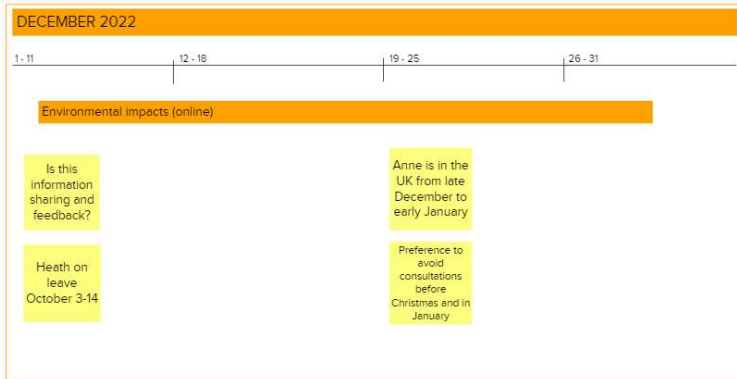 DECEMBER 2022
1 - 11
12 - 18
19 - 25
26 - 31
Environmental impacts (online)
Is this
information
sharing and
feedback?
Anne is in the
UK from late
December to
early January
Heath on
leave
October 3-14
Preference to
avoid
consultations
before
Christmas and in
January